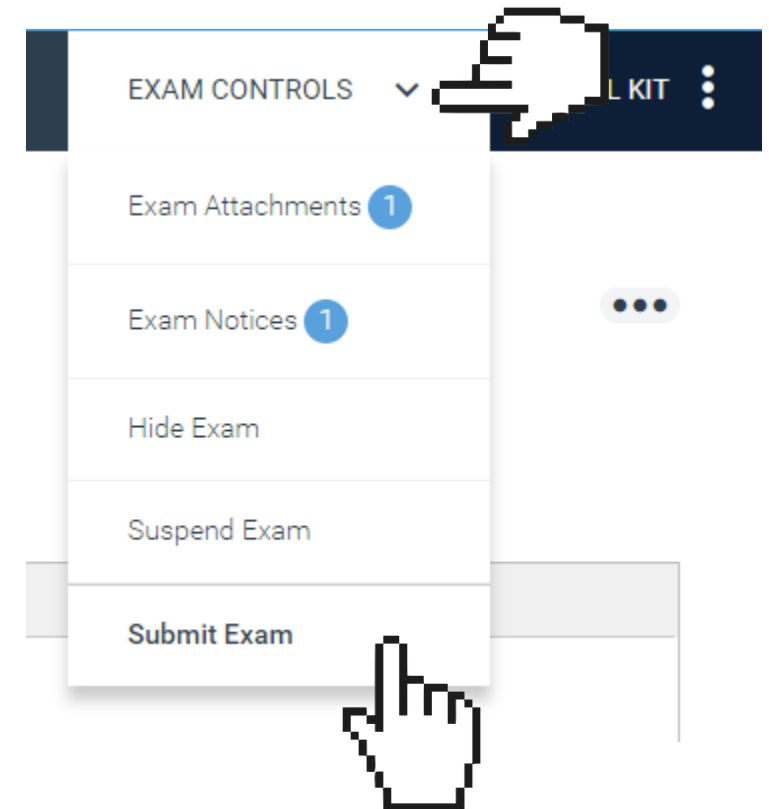 EXAM CONTROLS L KIT
Exam Attachments 1
Exam Notices 1
Hide Exam
Suspend Exam
Submit Exam